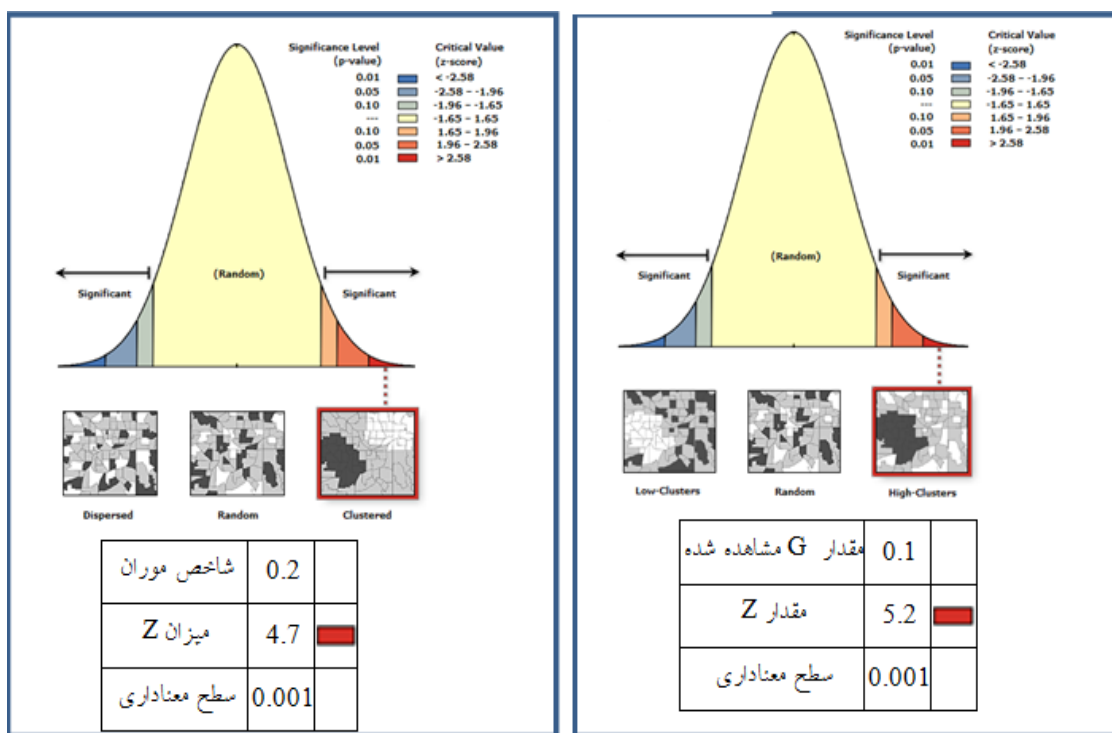 Significance Level Critical Value
(p-value) (z-score)
0.01 < -2.58
0.05 -2.58 – -1.96
0.10 -1.96 – -1.65
--- -1.65 – 1.65
0.10 1.65 – 1.96
0.05 1.96 – 2.58
0.01 > 2.58
(Random)
Significant Significant
Dispersed Random Clustered
شاخص موران 0.2
میزان Z 4.7
سطح معناداری 0.001
Significance Level Critical Value
(p-value) (z-score)
0.01 < -2.58
0.05 -2.58 – -1.96
0.10 -1.96 – -1.65
--- -1.65 – 1.65
0.10 1.65 – 1.96
0.05 1.96 – 2.58
0.01 > 2.58
(Random)
Significant Significant
Low-Clusters Random High-Clusters
مقدار G مشاهده شده 0.1
مقدار Z 5.2
سطح معناداری 0.001